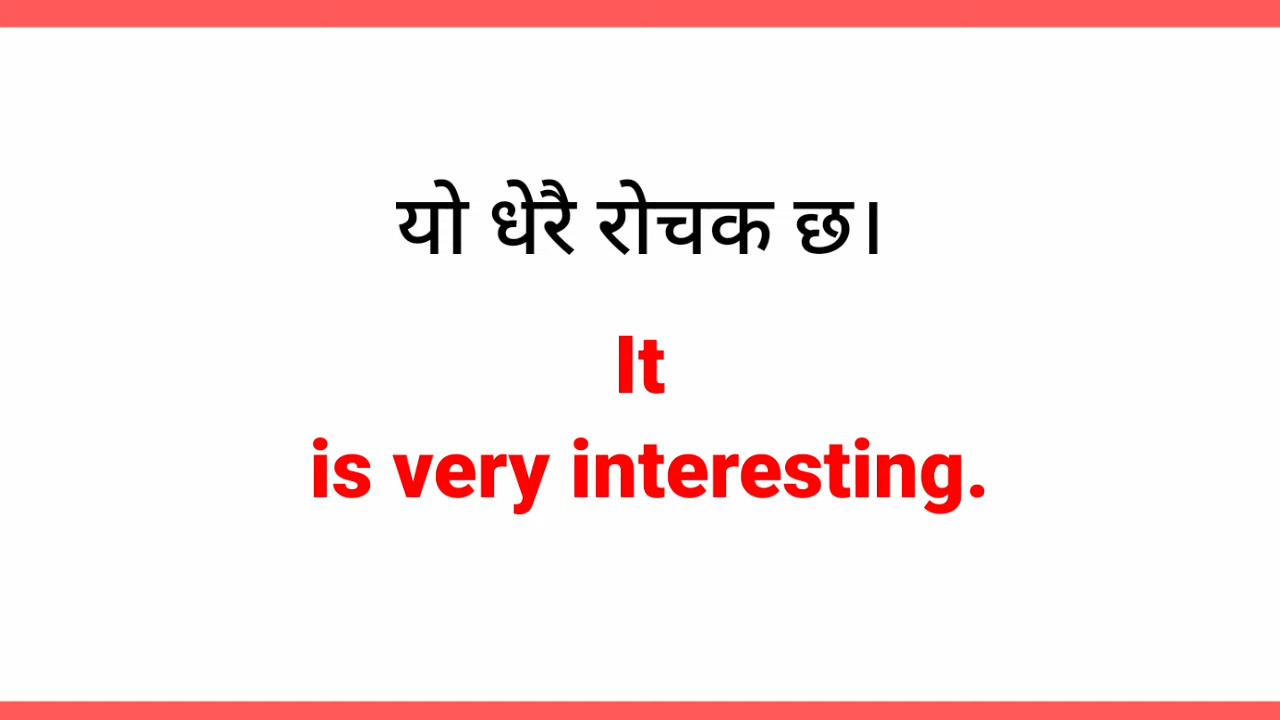 यो धेरै रोचक छ।
It
is very interesting.